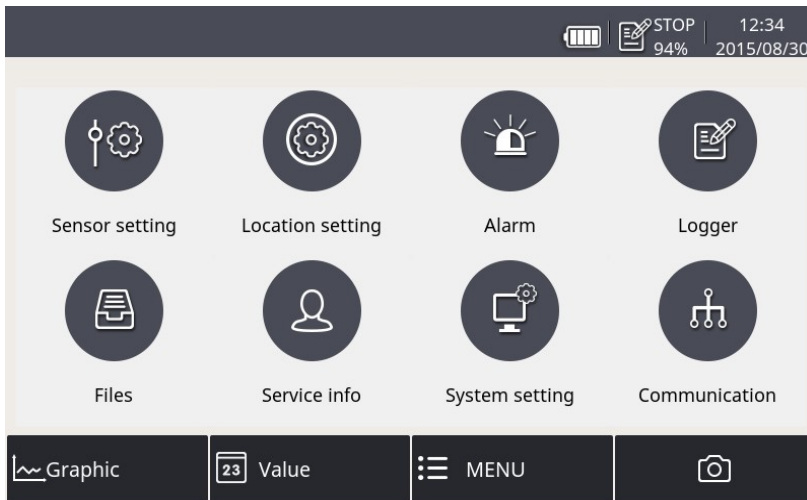 STOP 12:34
94% 2015/08/30
Sensor setting Location setting Alarm Logger
Files Service info System setting Communication
Graphic 23 Value MENU